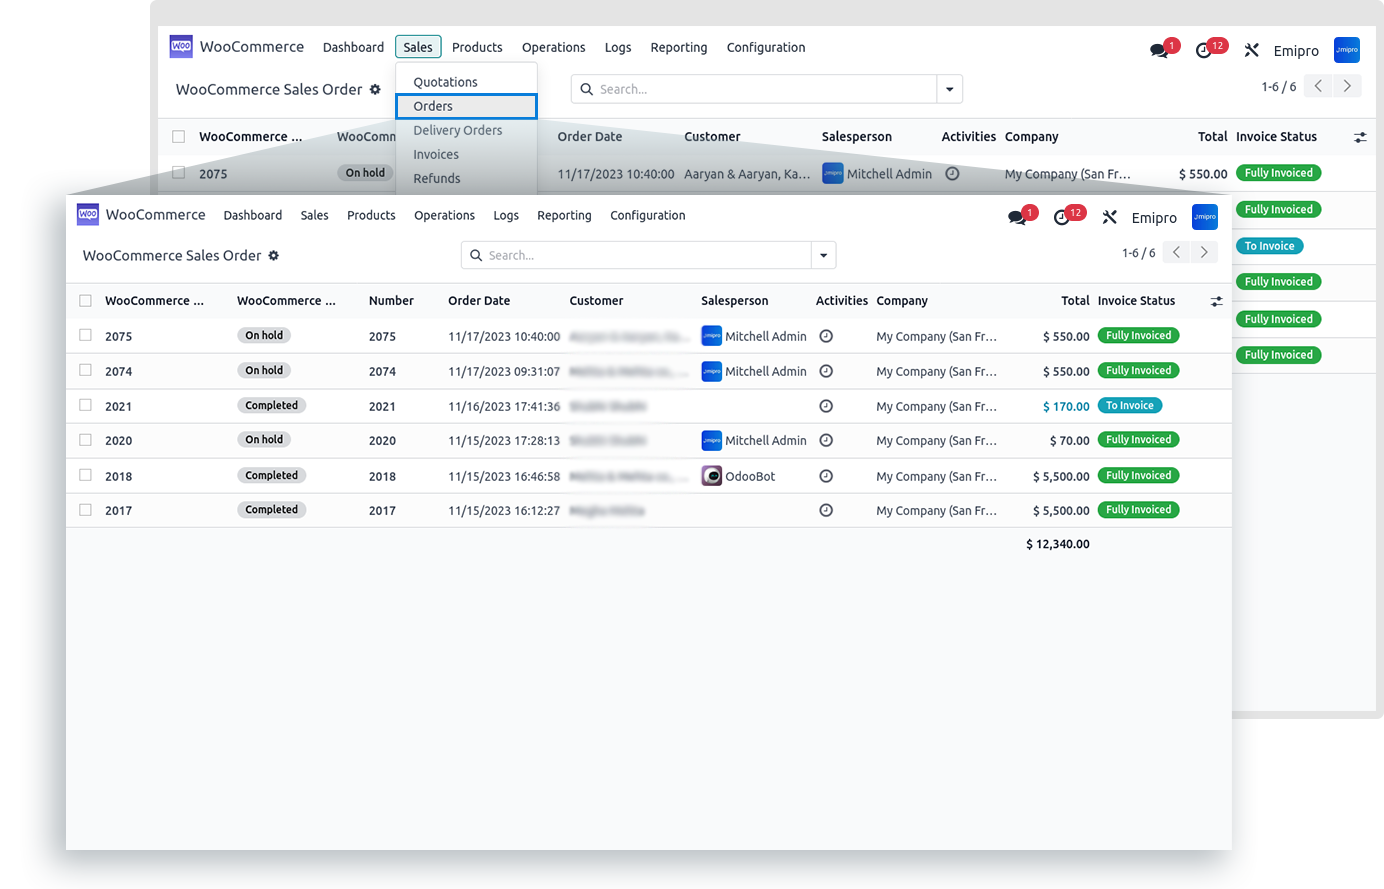 WOO WooCommerce Dashboard Sales Products Operations Logs Reporting Configuration 1 12 Emipro Emipro
WooCommerce Sales Order Search... 1-6 / 6
Quotations
Orders
Delivery Orders
Invoices
Refunds
WooCommerce ... WooComm Order Date Customer Salesperson Activities Company Total Invoice Status
2075 On hold 11/17/2023 10:40:00 Aaryan & Aaryan, Ka... Mitchell Admin My Company (San Fr... $ 550.00 Fully Invoiced
Fully Invoiced
To Invoice
Fully Invoiced
Fully Invoiced
Fully Invoiced
WOO WooCommerce Dashboard Sales Products Operations Logs Reporting Configuration 1 12 Emipro Emipro
WooCommerce Sales Order Search... 1-6 / 6
WooCommerce ... WooCommerce ... Number Order Date Customer Salesperson Activities Company Total Invoice Status
2075 On hold 2075 11/17/2023 10:40:00 Mitchell Admin My Company (San Fr... $ 550.00 Fully Invoiced
2074 On hold 2074 11/17/2023 09:31:07 Mitchell Admin My Company (San Fr... $ 550.00 Fully Invoiced
2021 Completed 2021 11/16/2023 17:41:36 My Company (San Fr... $ 170.00 To Invoice
2020 On hold 2020 11/15/2023 17:28:13 Mitchell Admin My Company (San Fr... $ 70.00 Fully Invoiced
2018 Completed 2018 11/15/2023 16:46:58 OdooBot My Company (San Fr... $ 5,500.00 Fully Invoiced
2017 Completed 2017 11/15/2023 16:12:27 My Company (San Fr... $ 5,500.00 Fully Invoiced
$ 12,340.00